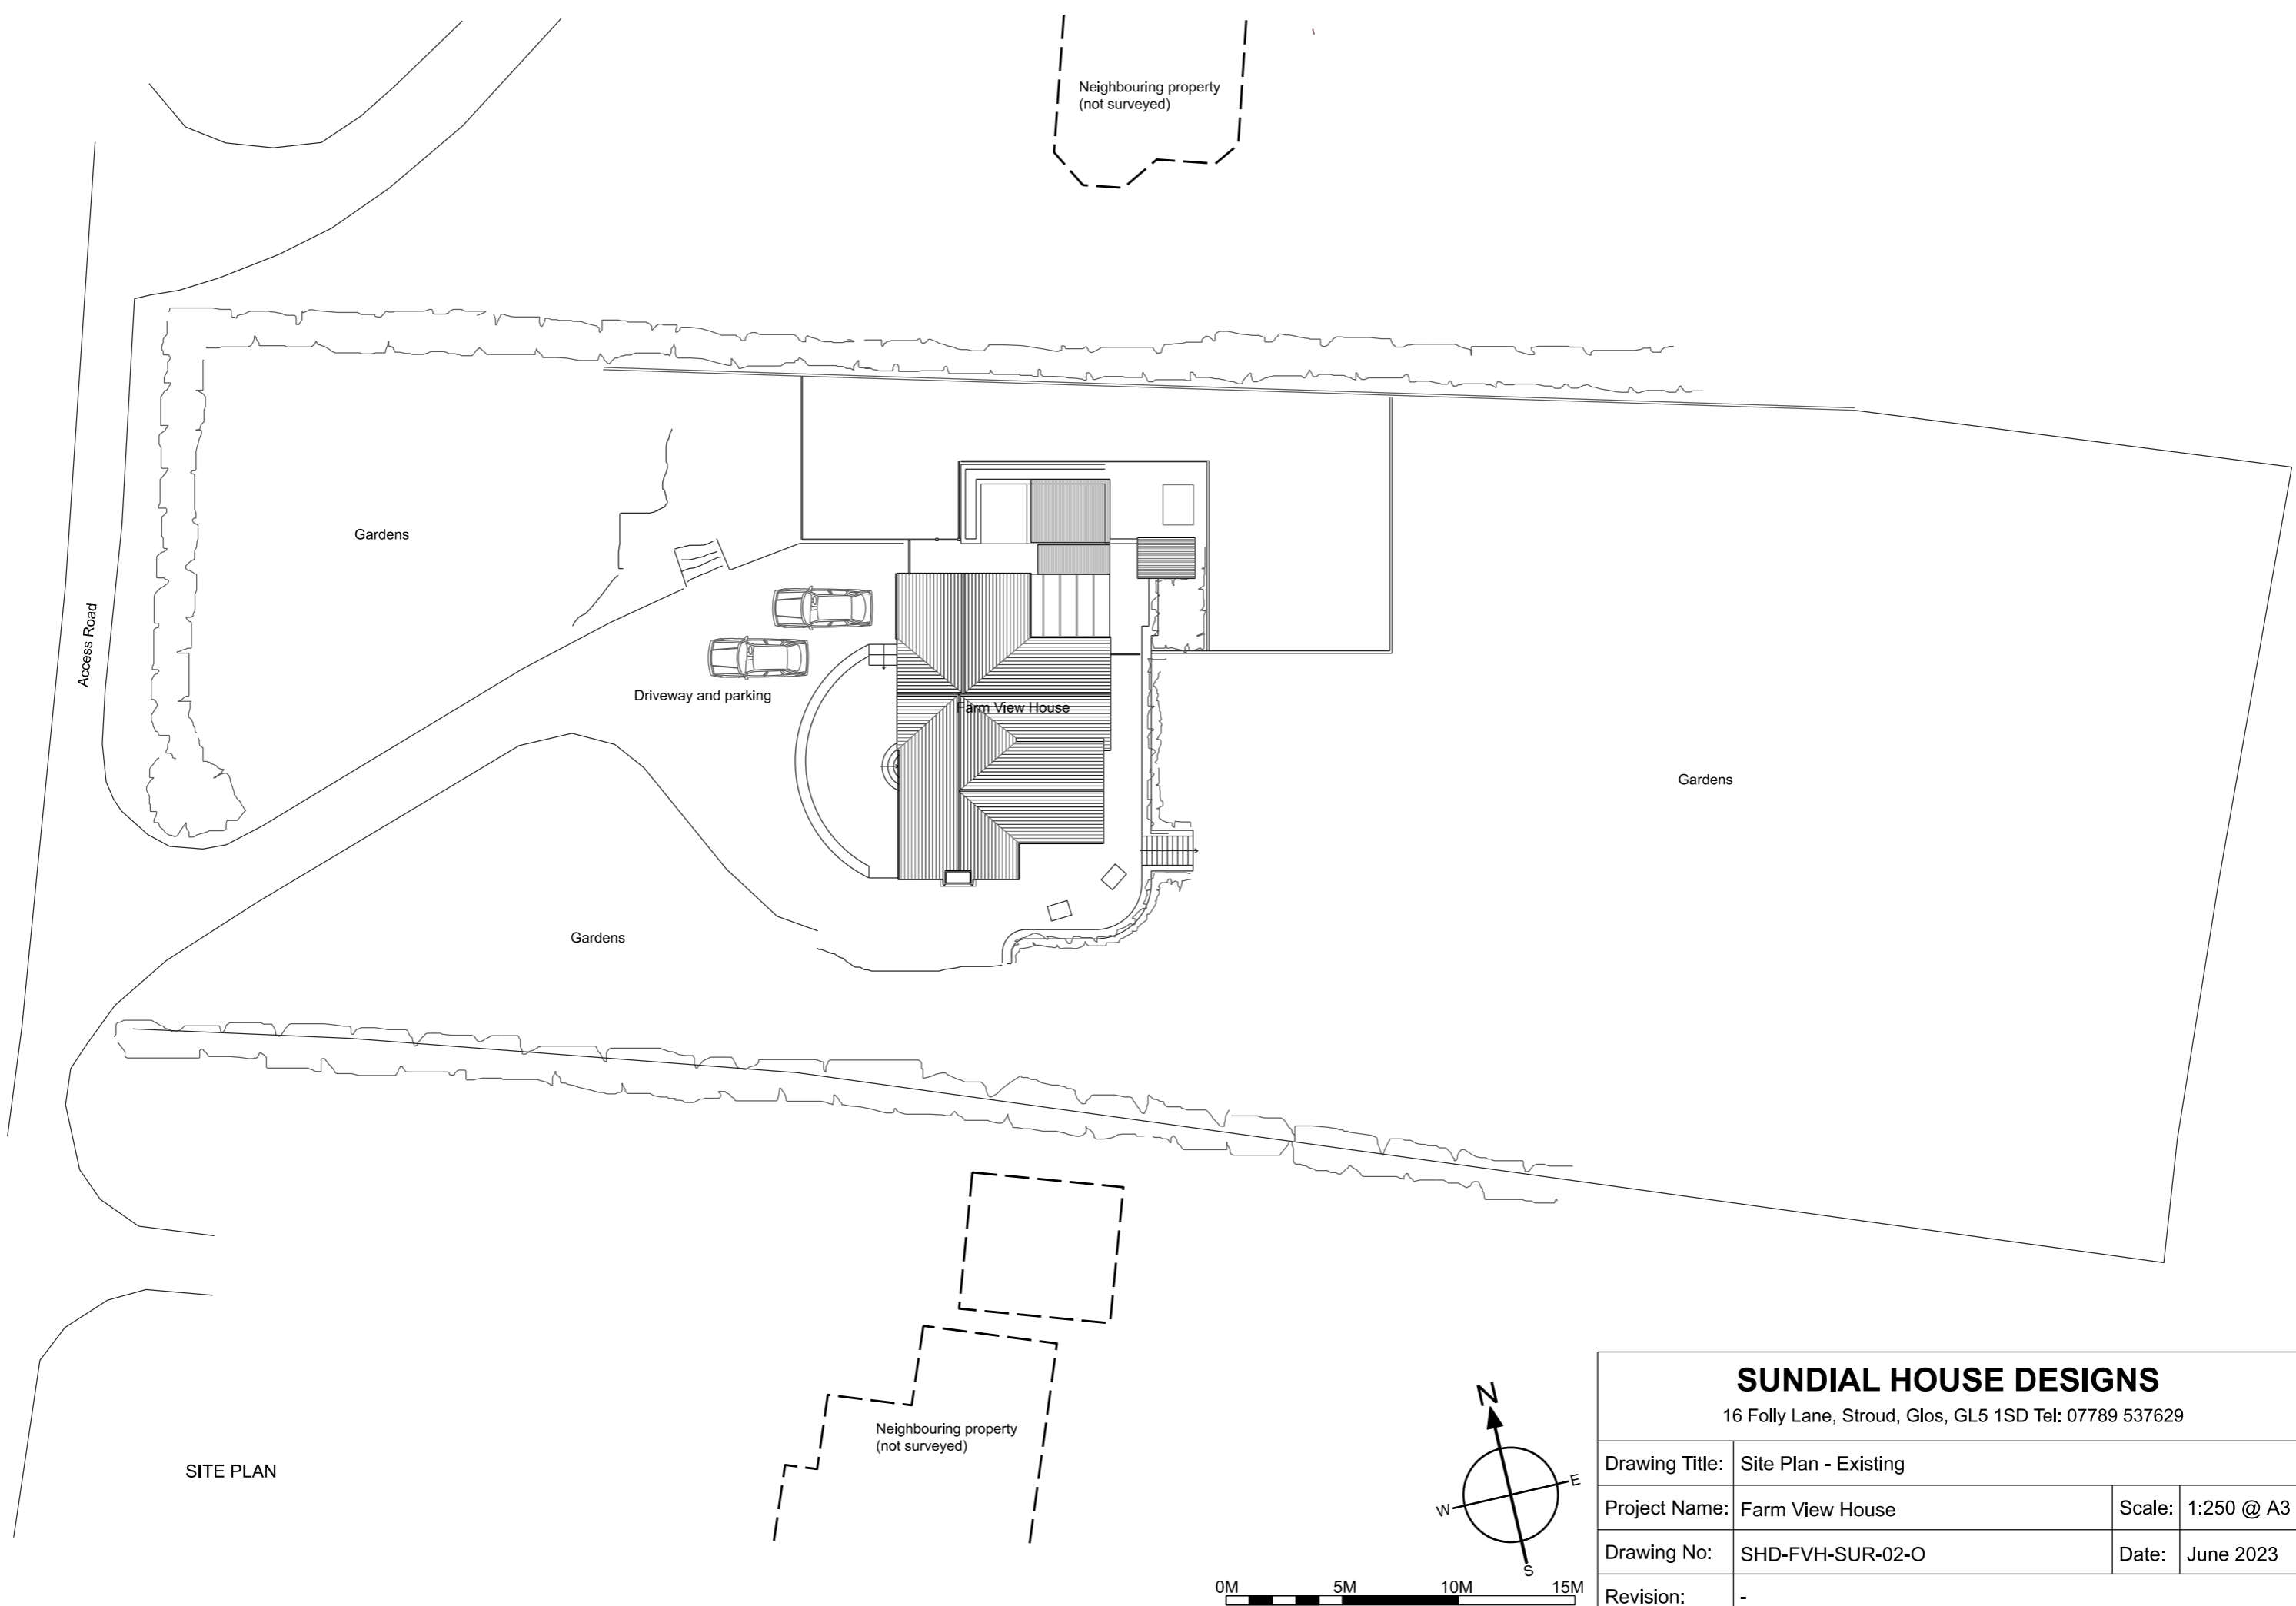 Neighbouring property
(not surveyed)
Gardens
Access Road
Driveway and parking
Farm View House
Gardens
Gardens
Neighbouring property
(not surveyed)
SITE PLAN
N
E
W
S
0M 5M 10M 15M
SUNDIAL HOUSE DESIGNS
16 Folly Lane, Stroud, Glos, GL5 1SD Tel: 07789 537629
Drawing Title: Site Plan - Existing
Project Name: Farm View House Scale: 1:250 @ A3
Drawing No: SHD-FVH-SUR-02-O Date: June 2023
Revision: -